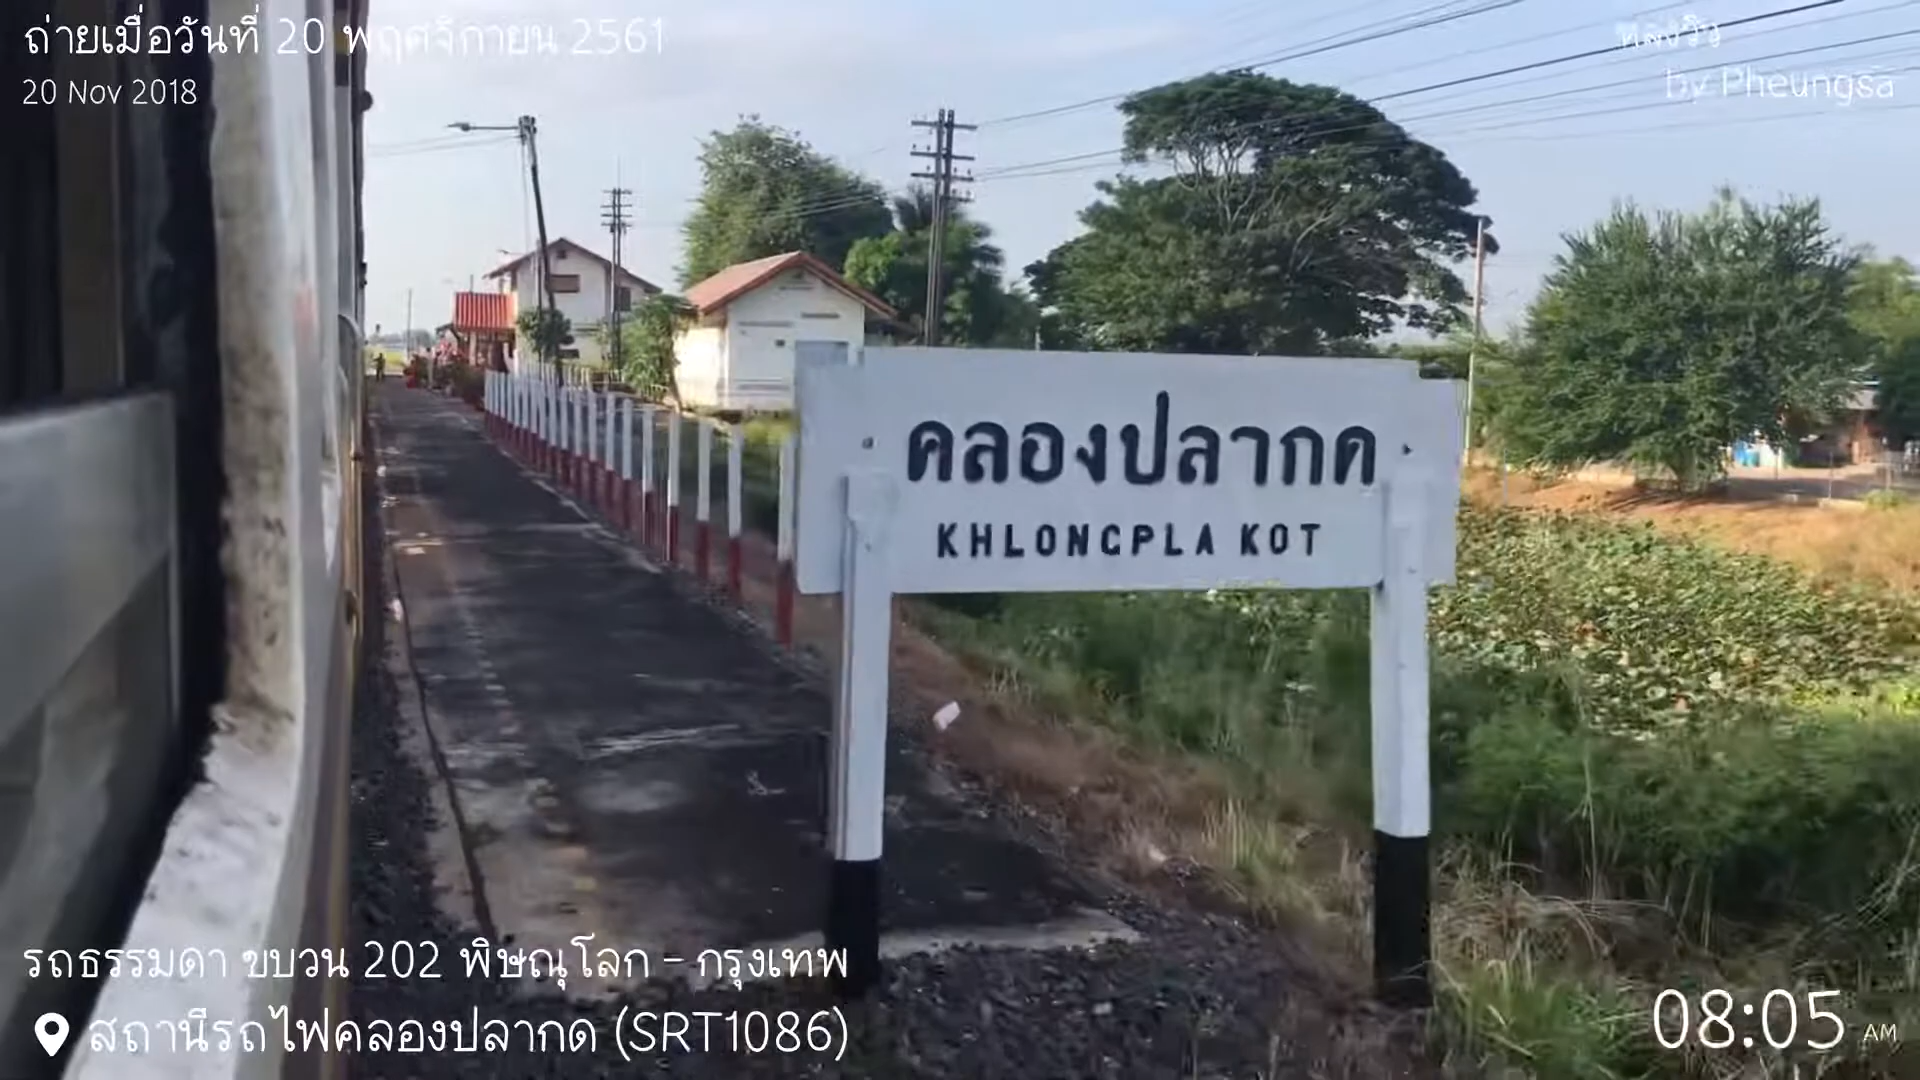 ถ่ายเมื่อวันที่ 20 พฤศจิกายน 2561
20 Nov 2018
by Pheungsa
คลองปลากด
KHLONGPLA KOT
รถธรรมดา ขบวน 202 พิษณุโลก - กรุงเทพ
สถานีรถไฟคลองปลากด (SRT1086)
08:05 AM